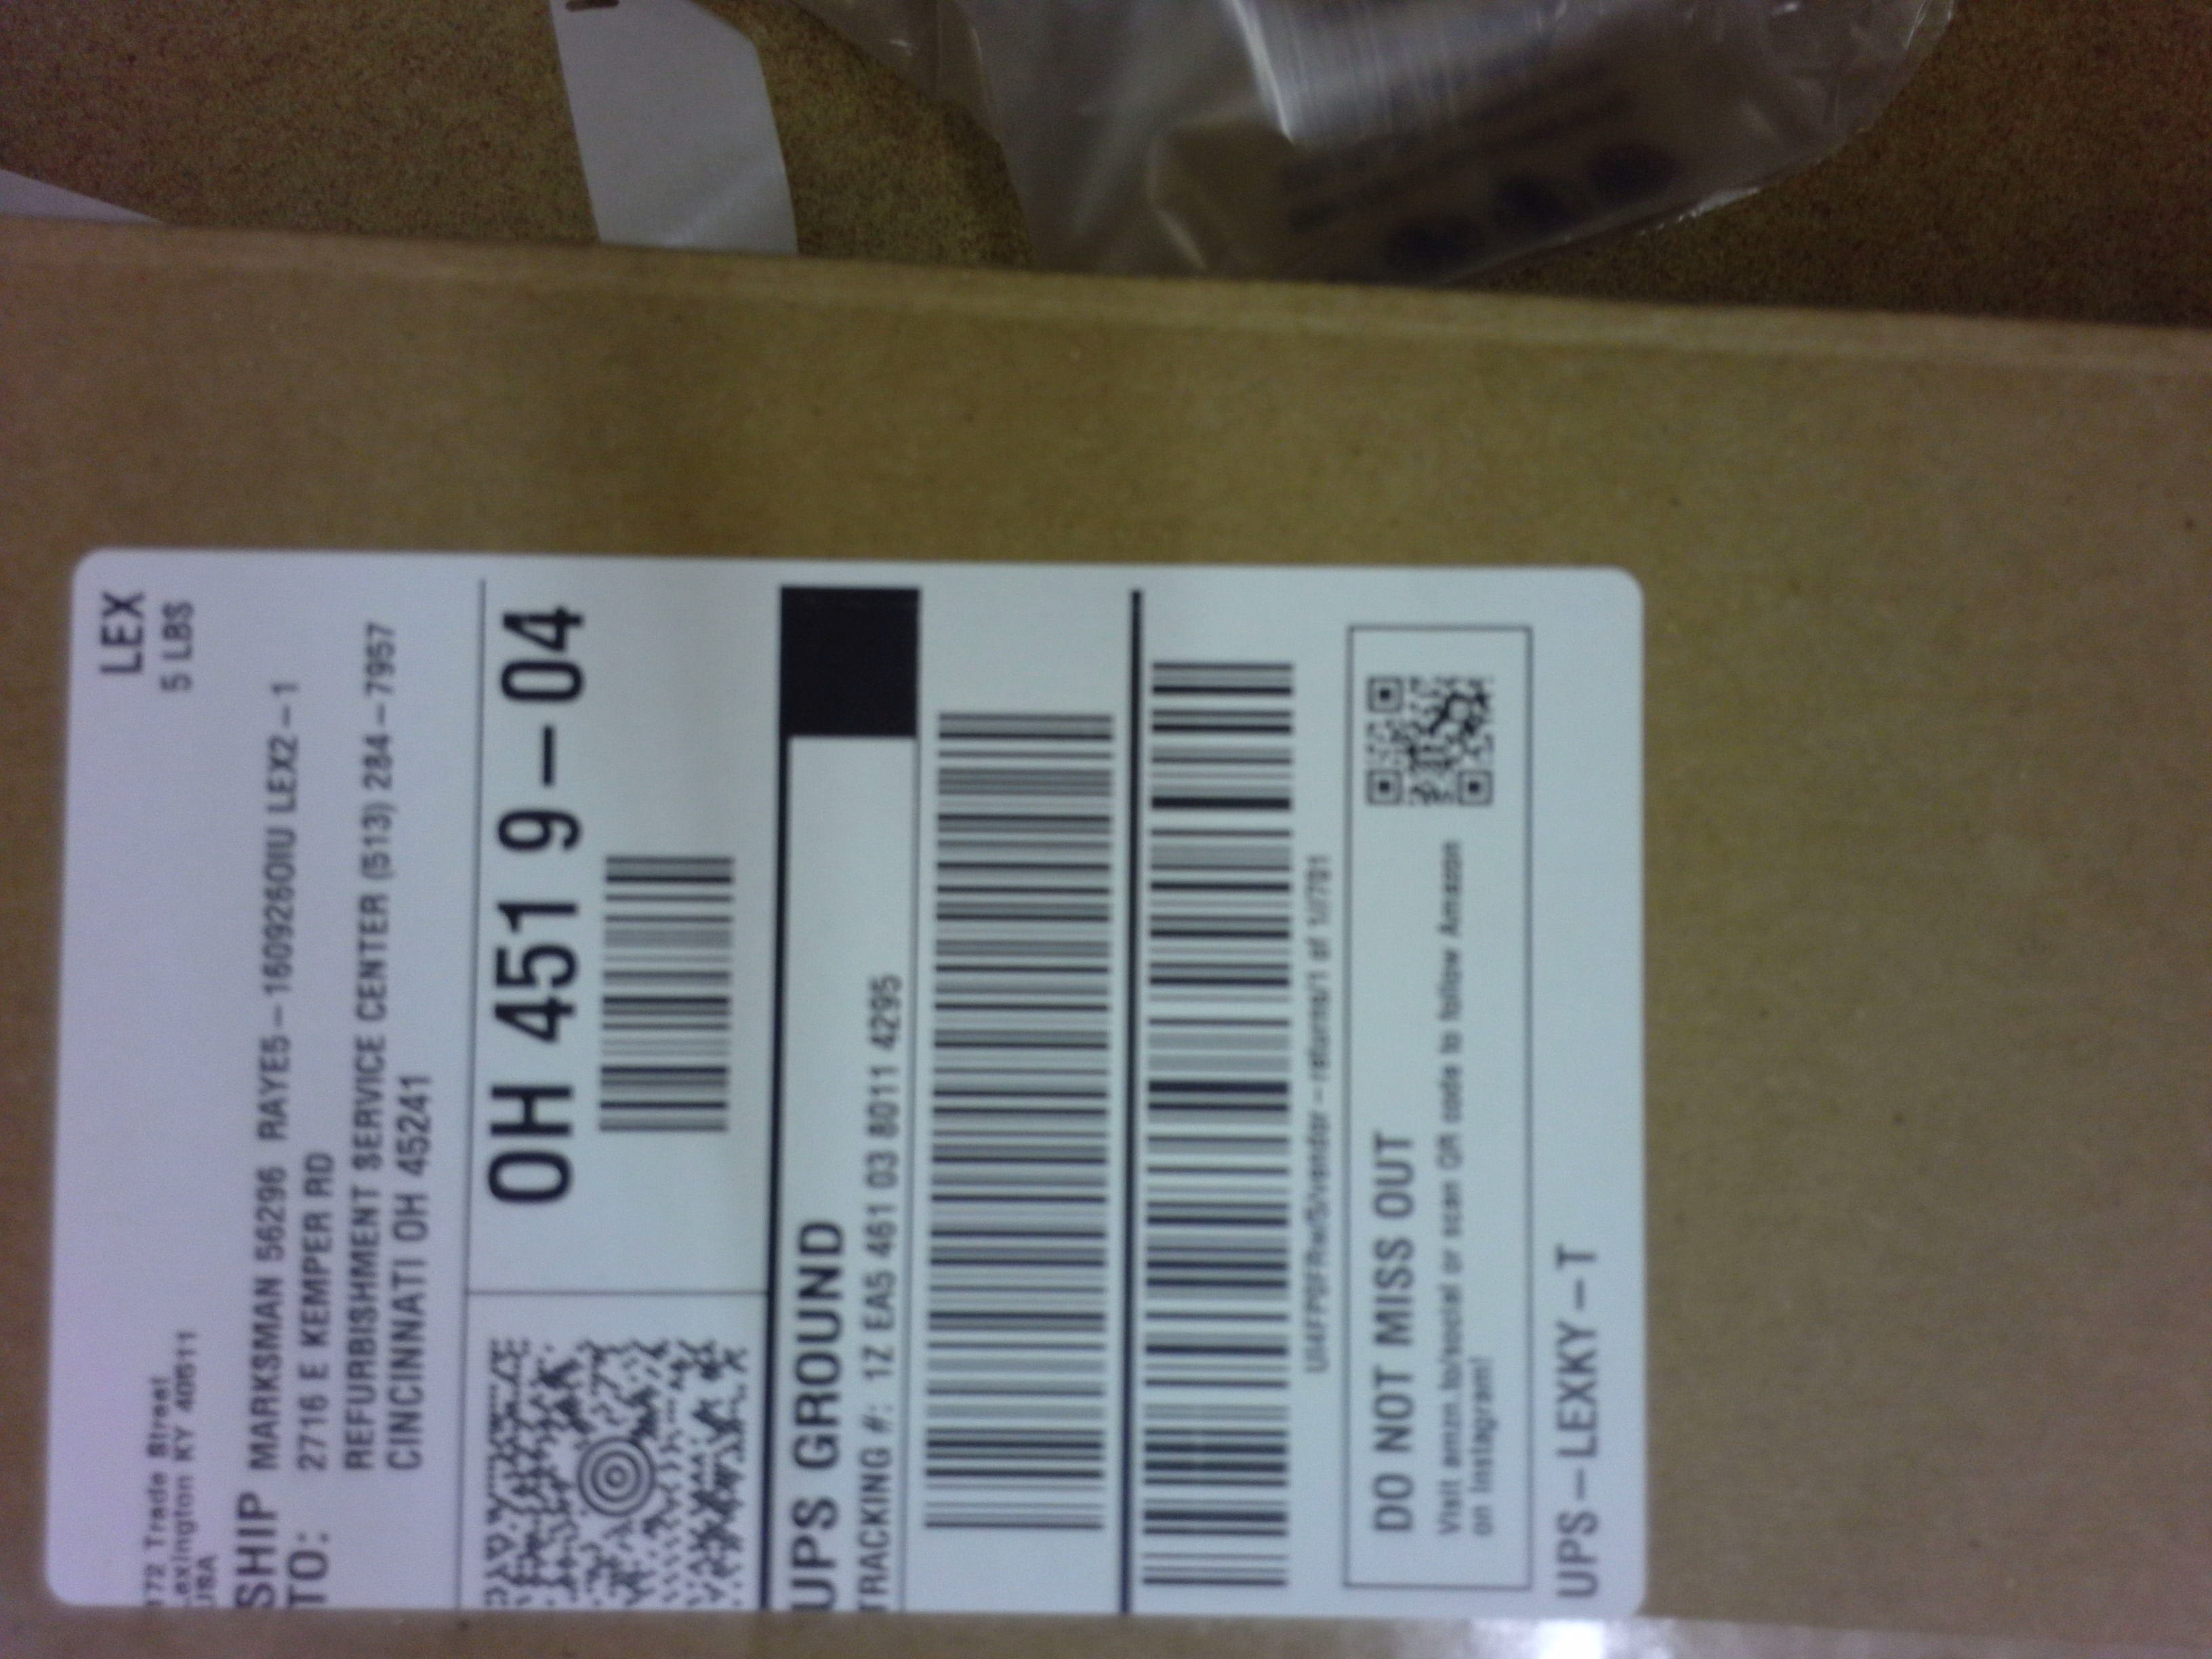 LEX
5 LBS
172 Trade Street
Lexington KY 40511
USA
SHIP TO:
MARKSMAN 56296 RAYE5-160926OIU LEX2-1
2716 E KEMPER RD
REFURBISHMENT SERVICE CENTER (513) 284-7957
CINCINNATI OH 45241
OH 451 9-04
UPS GROUND
TRACKING #: 1Z EA5 461 03 8011 4295
DO NOT MISS OUT
Visit amzn.to/social or scan QR code to follow Amazon
on Instagram!
UPS-LEXKY-T